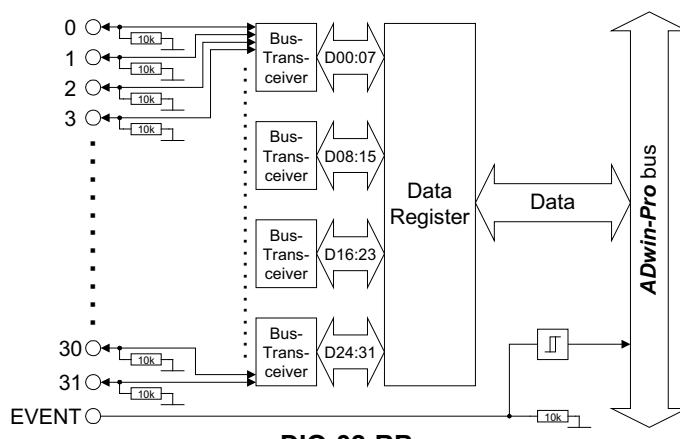 0
10k
1
10k
2
10k
3
10k
30
10k
31
10k
EVENT
Bus-
Trans-
ceiver
D00:07
Bus-
Trans-
ceiver
D08:15
Bus-
Trans-
ceiver
D16:23
Bus-
Trans-
ceiver
D24:31
Data
Register
Data
ADwin-Pro bus
10k